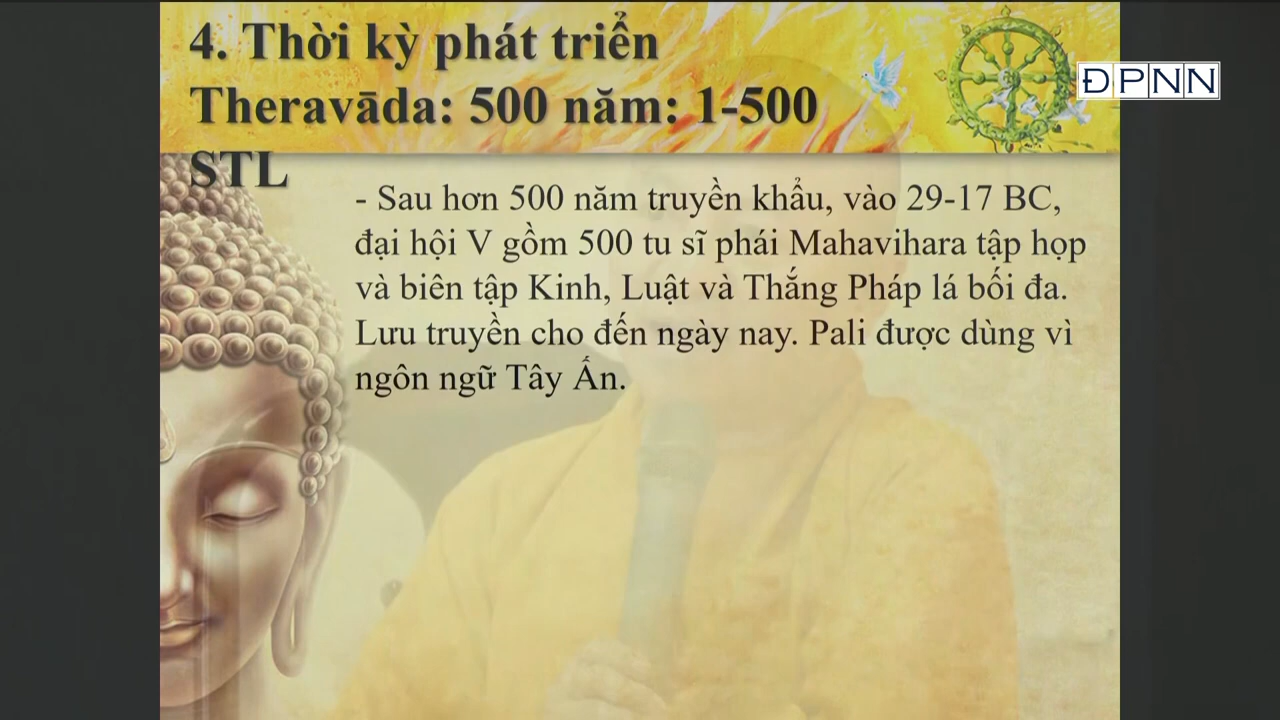 4. Thời kỳ phát triển
Theravāda: 500 năm: 1-500
STL
ĐPNN
- Sau hơn 500 năm truyền khẩu, vào 29-17 BC,
đại hội V gồm 500 tu sĩ phái Mahavihara tập họp
và biên tập Kinh, Luật và Thắng Pháp lá bối đa.
Lưu truyền cho đến ngày nay. Pali được dùng vì
ngôn ngữ Tây Ấn.